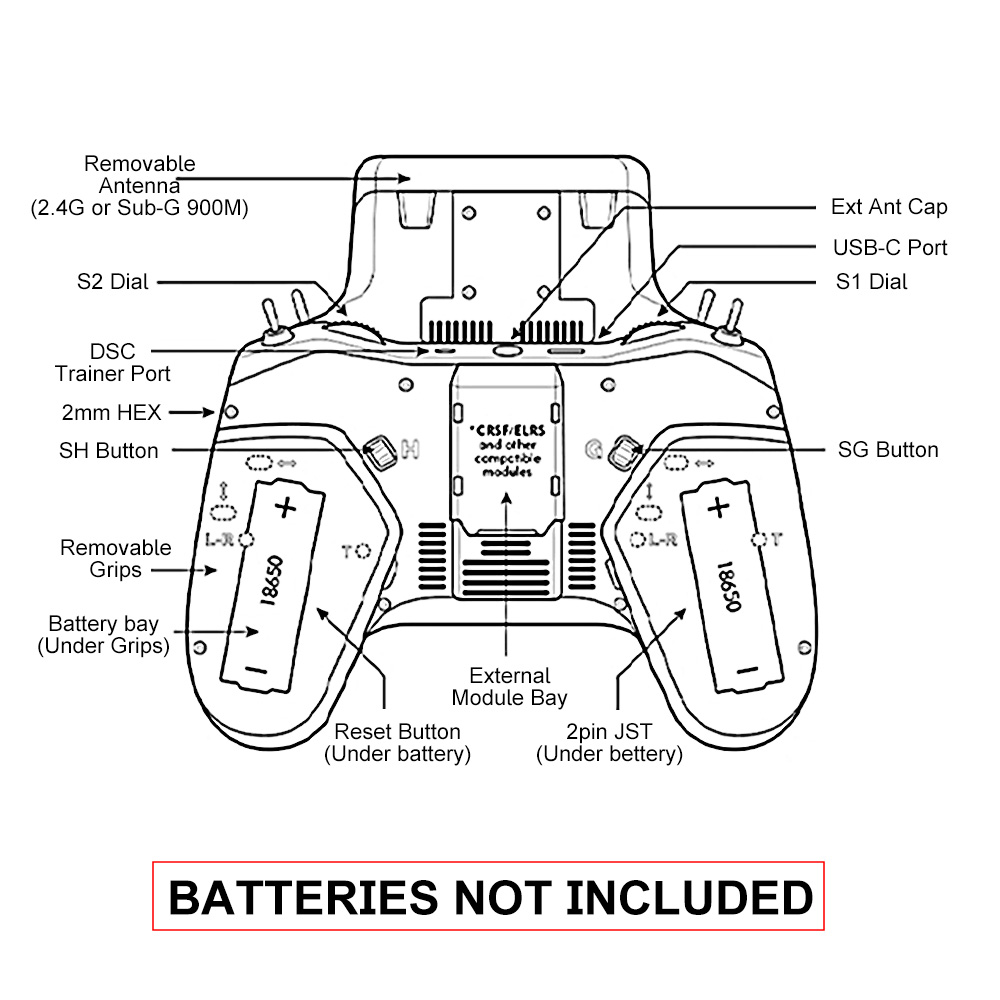 Removable
Antenna
(2.4G or Sub-G 900M)
Ext Ant Cap
USB-C Port
S2 Dial
S1 Dial
DSC
Trainer Port
2mm HEX
*CRSF/ELRS
and other
compatible
modules
SH Button
H
G
SG Button
L-R
T
L-R
T
+
+
18650
18650
Removable
Grips
Battery bay
(Under Grips)
External
Module Bay
Reset Button
(Under battery)
2pin JST
(Under bettery)
BATTERIES NOT INCLUDED